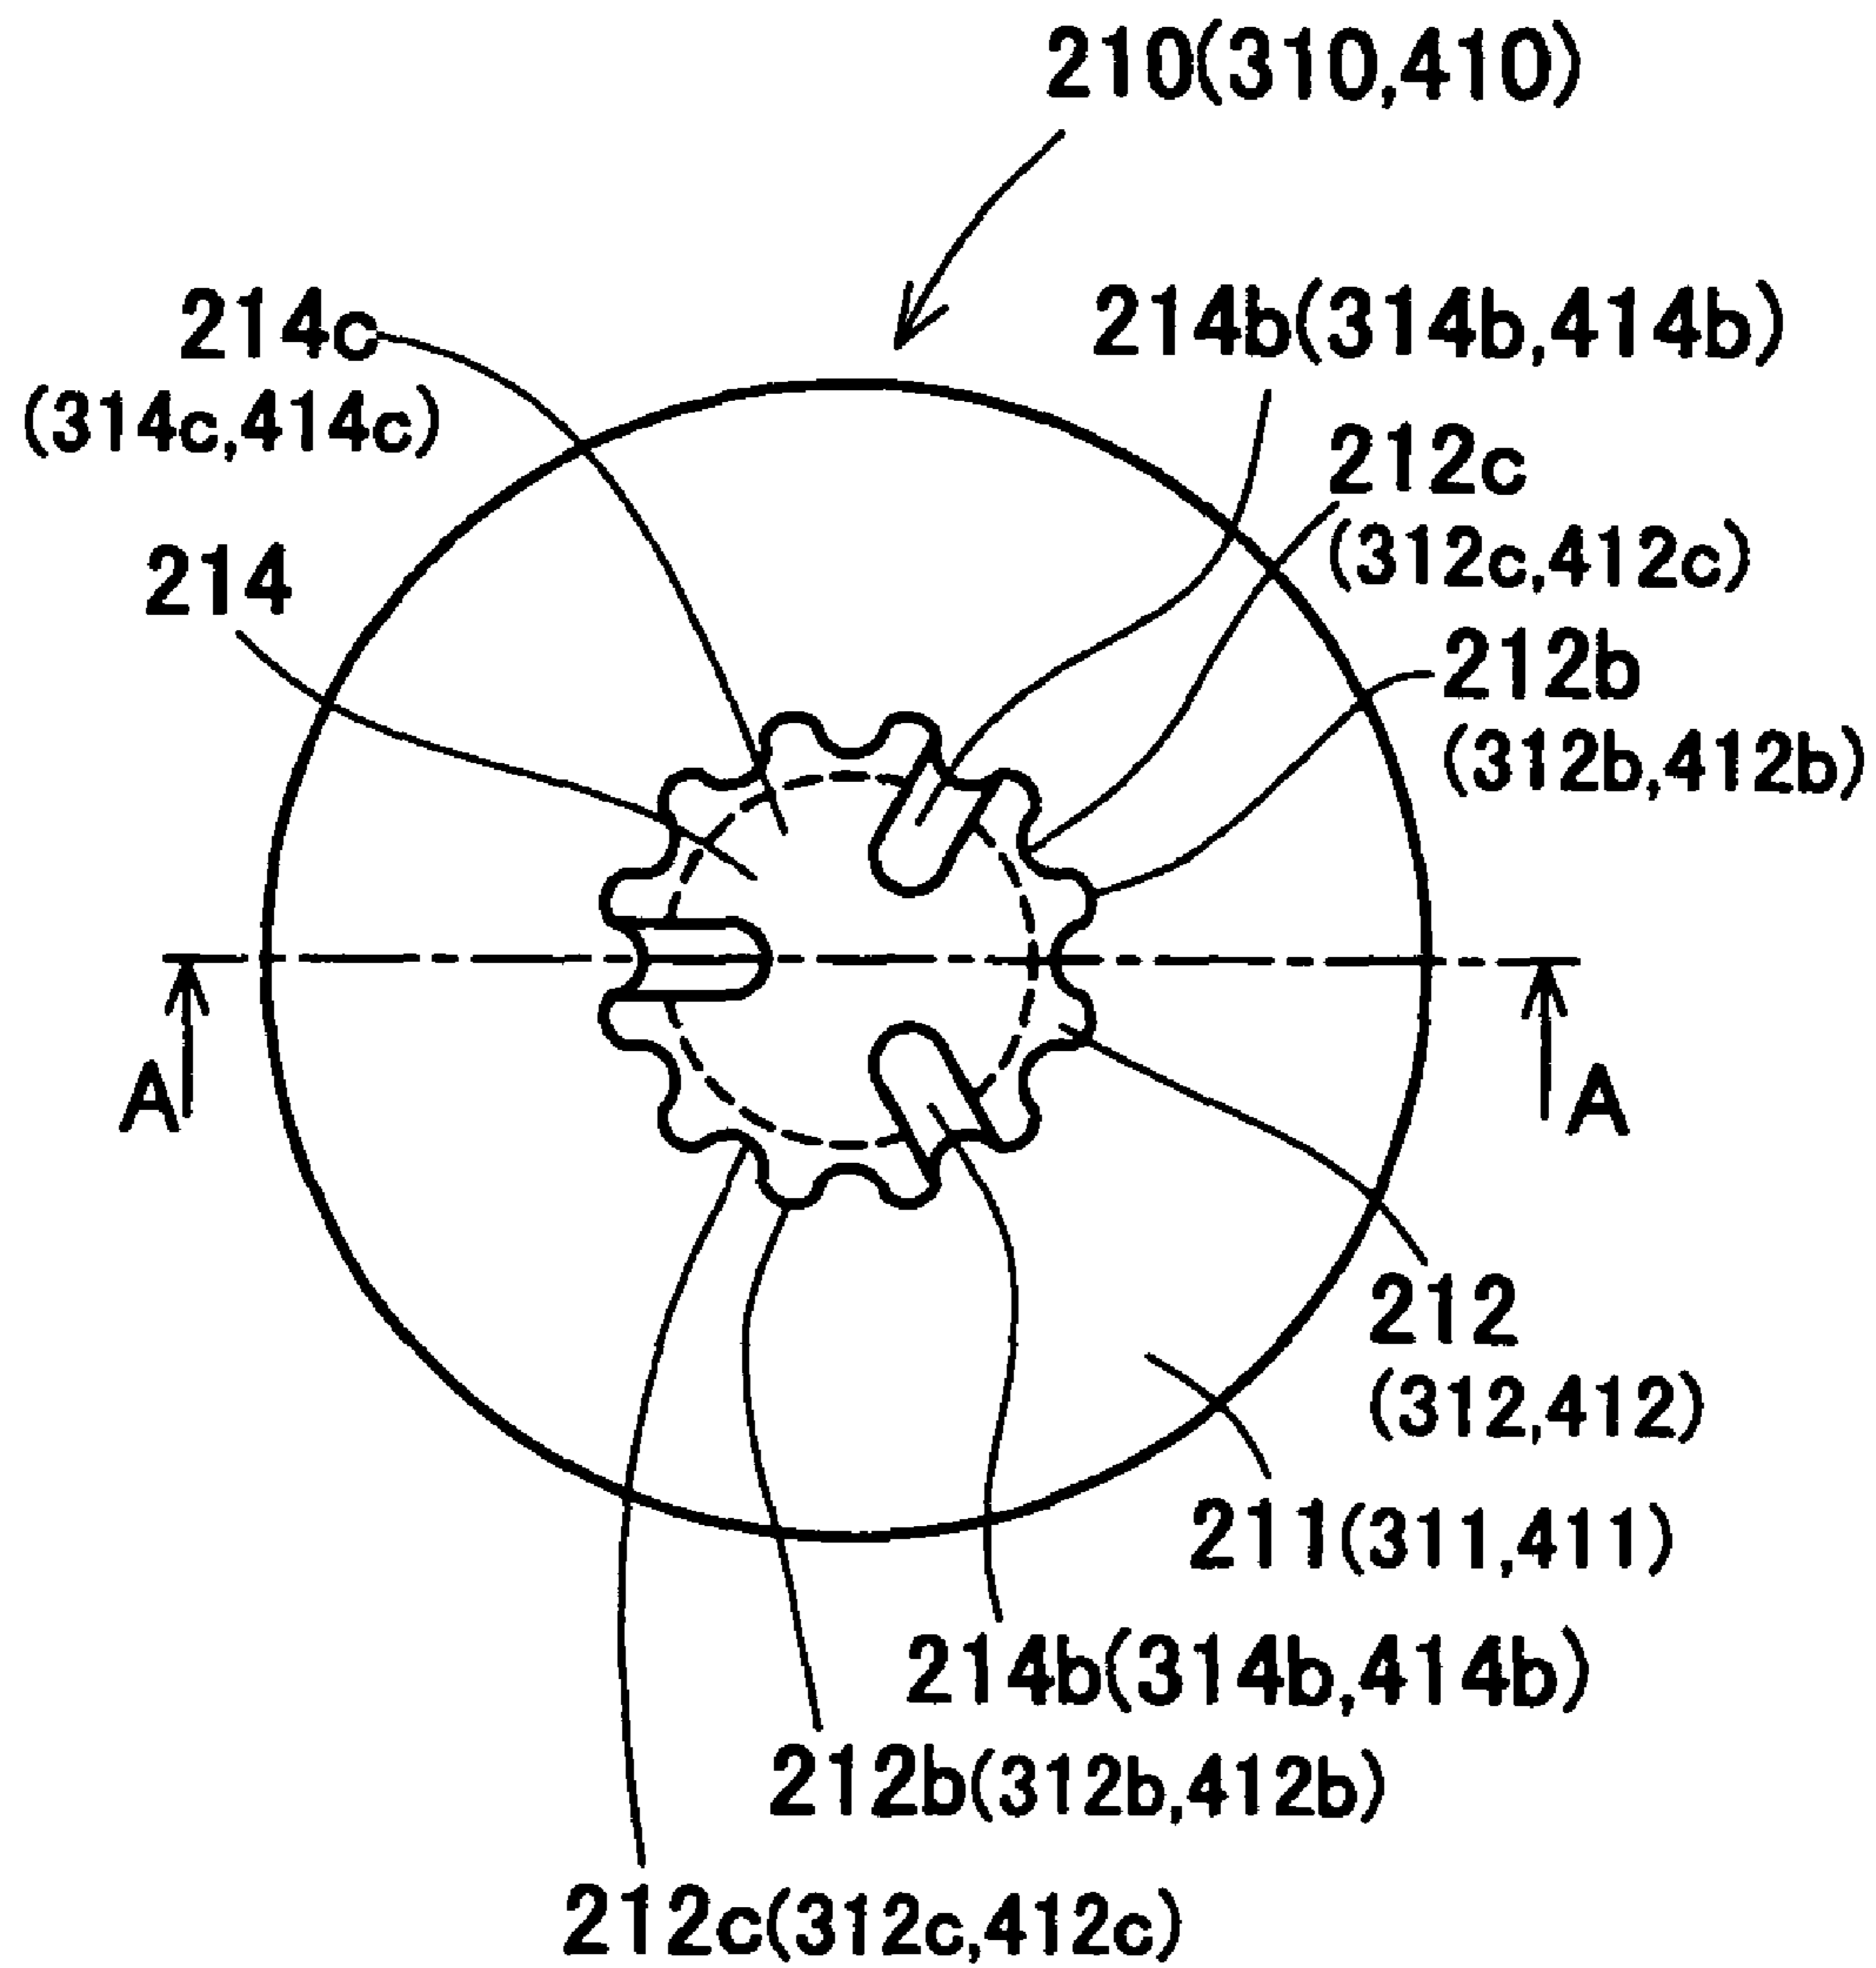 210(310,410)
214c
(314c,414c)
214b(314b,414b)
212c
(312c,412c)
214
212b
(312b,412b)
A
A
212
(312,412)
211(311,411)
214b(314b,414b)
212b(312b,412b)
212c(312c,412c)